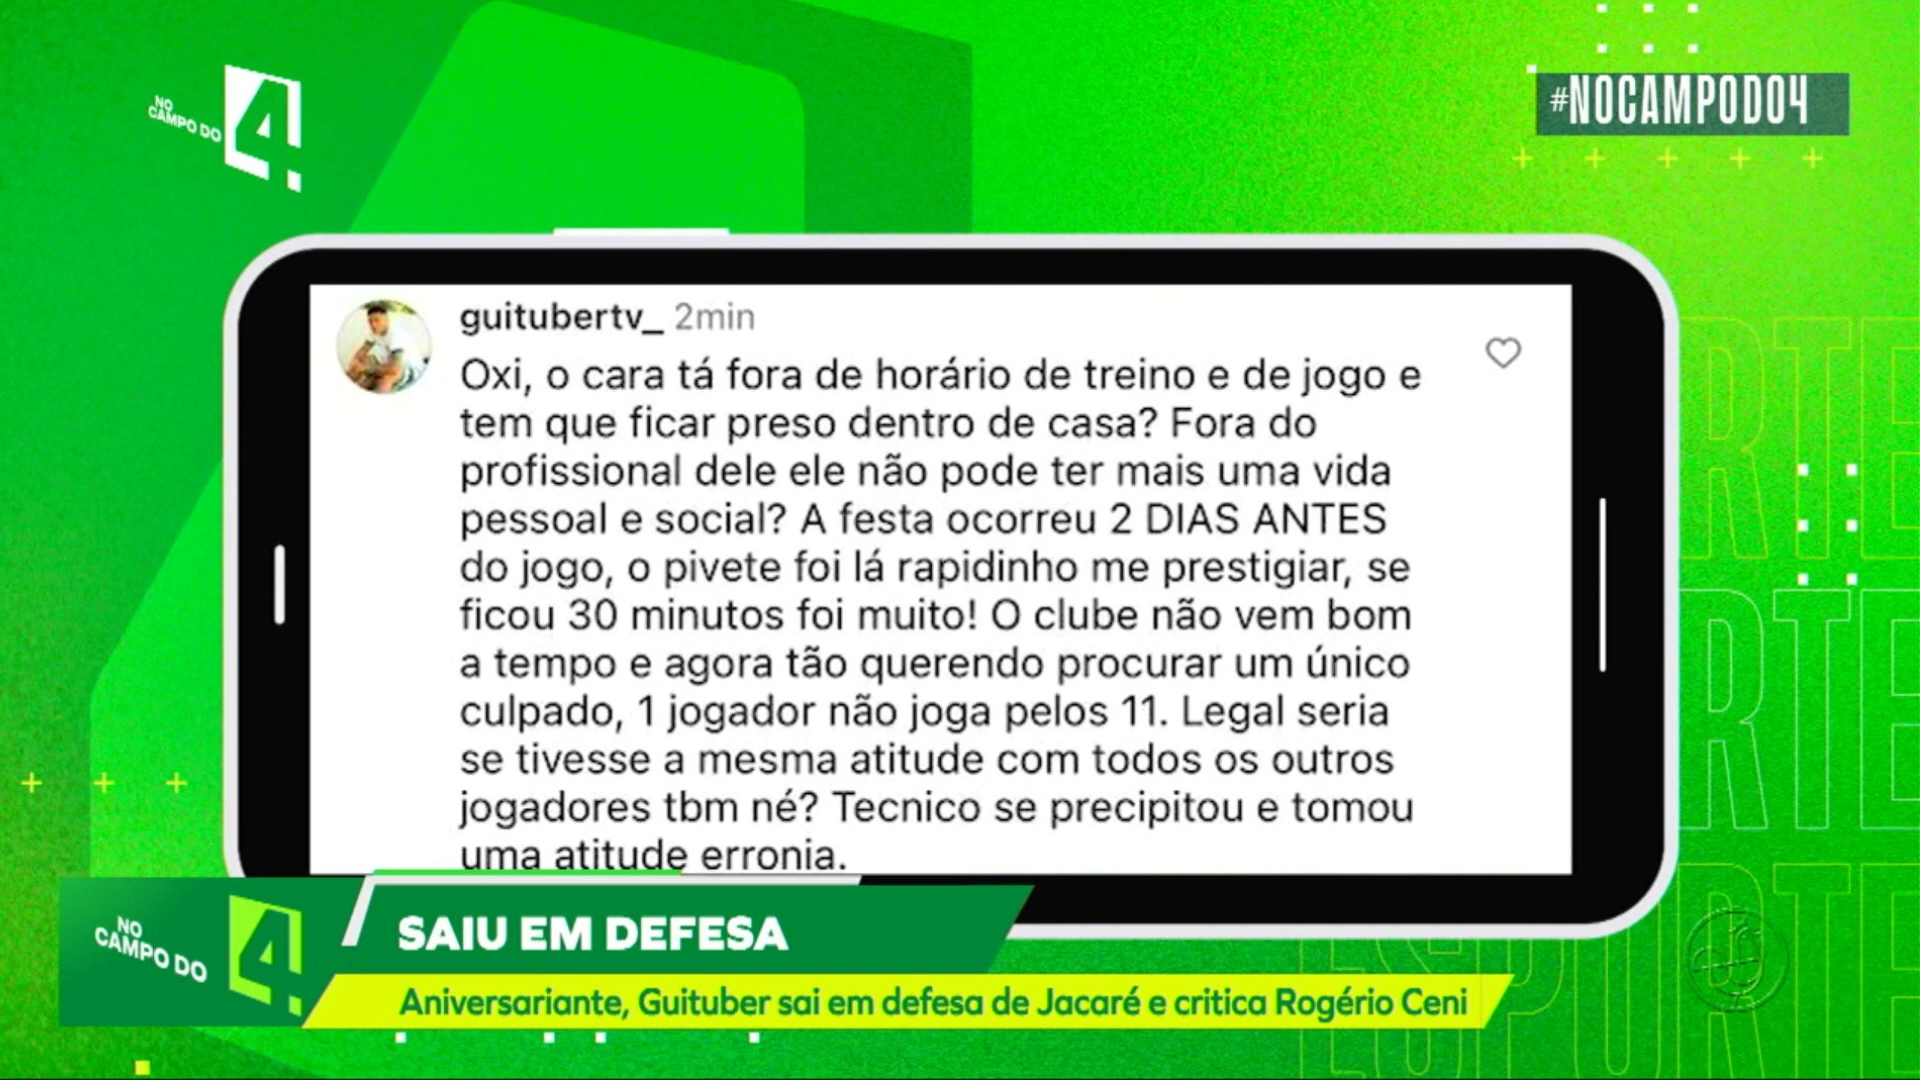 NO
CAMPO DO 4
#NOCAMPODO4
guitubertv_ 2min
Oxi, o cara tá fora de horário de treino e de jogo e
tem que ficar preso dentro de casa? Fora do
profissional dele ele não pode ter mais uma vida
pessoal e social? A festa ocorreu 2 DIAS ANTES
do jogo, o pivete foi lá rapidinho me prestigiar, se
ficou 30 minutos foi muito! O clube não vem bom
a tempo e agora tão querendo procurar um único
culpado, 1 jogador não joga pelos 11. Legal seria
se tivesse a mesma atitude com todos os outros
jogadores tbm né? Tecnico se precipitou e tomou
uma atitude erronia.
RTE
RTE
ESPORTE
NO
CAMPO DO 4
SAIU EM DEFESA
Aniversariante, Guituber sai em defesa de Jacaré e critica Rogério Ceni